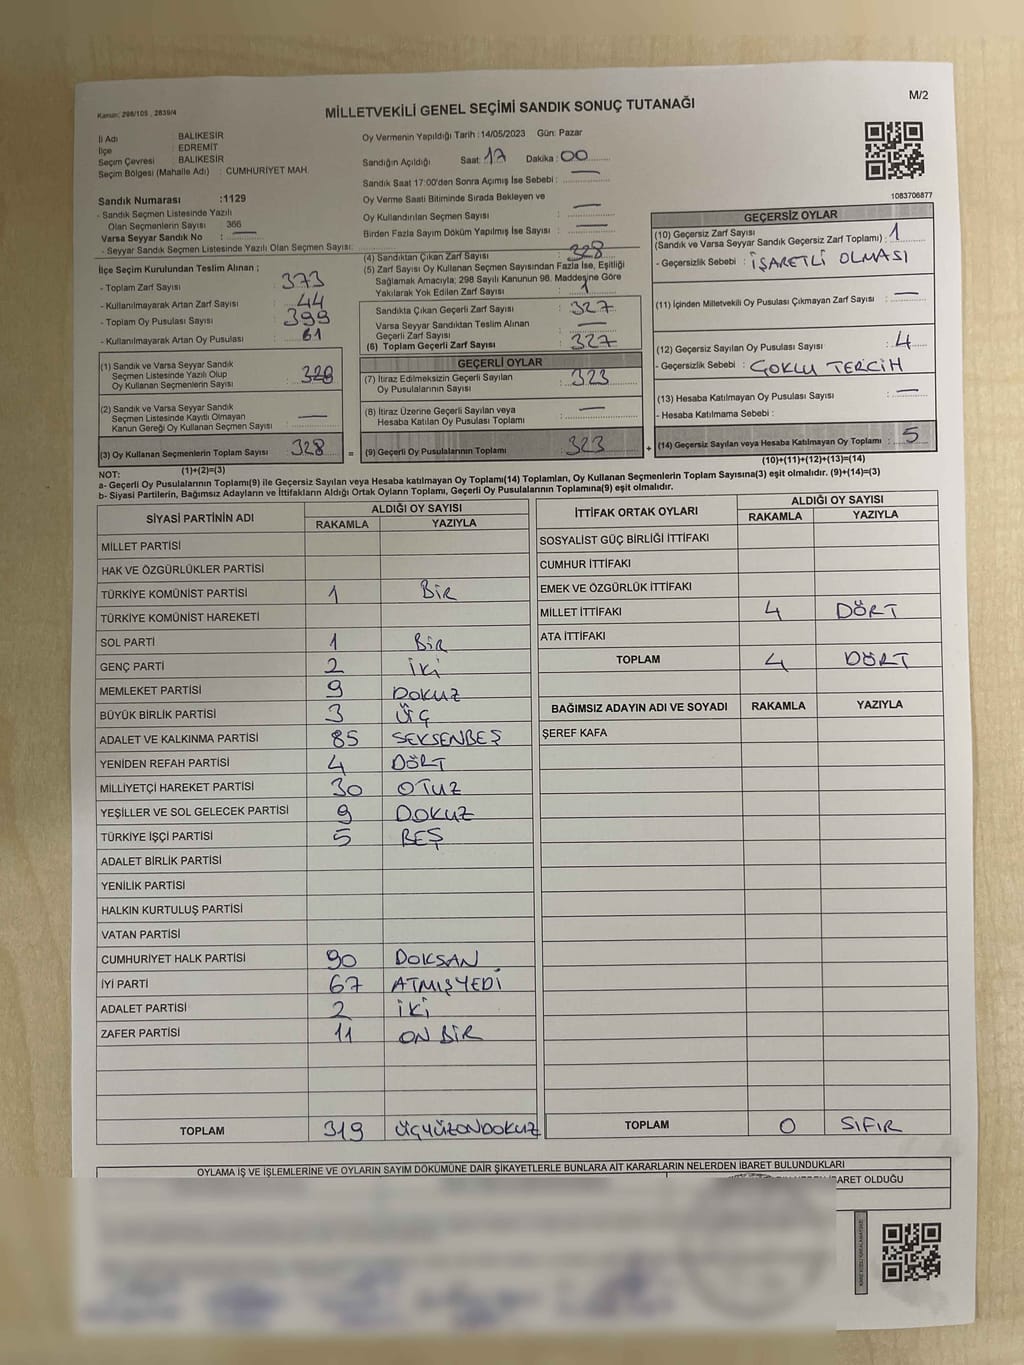 Kanun: 298/105 , 2839/4
MİLLETVEKİLİ GENEL SEÇİMİ SANDIK SONUÇ TUTANAĞI
M/2
İl Adı : BALIKESİR
İlçe : EDREMİT
Seçim Çevresi : BALIKESİR
Seçim Bölgesi (Mahalle Adı) : CUMHURİYET MAH.
Sandık Numarası :1129
- Sandık Seçmen Listesinde Yazılı
Olan Seçmenlerin Sayısı 366
Varsa Seyyar Sandık No : —
- Seyyar Sandık Seçmen Listesinde Yazılı Olan Seçmen Sayısı:
İlçe Seçim Kurulundan Teslim Alınan ;
- Toplam Zarf Sayısı : 373
- Kullanılmayarak Artan Zarf Sayısı : 44
- Toplam Oy Pusulası Sayısı : 399
- Kullanılmayarak Artan Oy Pusulası : 61
(1) Sandık ve Varsa Seyyar Sandık
Seçmen Listesinde Yazılı Olup
Oy Kullanan Seçmenlerin Sayısı : 328
(2) Sandık ve Varsa Seyyar Sandık
Seçmen Listesinde Kayıtlı Olmayan
Kanun Gereği Oy Kullanan Seçmen Sayısı : —
(3) Oy Kullanan Seçmenlerin Toplam Sayısı : 328
(1)+(2)=(3)
Oy Vermenin Yapıldığı Tarih :14/05/2023 Gün: Pazar
Sandığın Açıldığı Saat: 17 Dakika : 00
Sandık Saat 17:00'den Sonra Açımış İse Sebebi : —
Oy Verme Saati Bitiminde Sırada Bekleyen ve
Oy Kullandırılan Seçmen Sayısı : —
Birden Fazla Sayım Döküm Yapılmış İse Sayısı : —
(4) Sandıktan Çıkan Zarf Sayısı : 328
(5) Zarf Sayısı Oy Kullanan Seçmen Sayısından Fazla İse, Eşitliği
Sağlamak Amacıyla; 298 Sayılı Kanunun 98. Maddesine Göre
Yakılarak Yok Edilen Zarf Sayısı : 1
Sandıkta Çıkan Geçerli Zarf Sayısı : 327
Varsa Seyyar Sandıktan Teslim Alınan
Geçerli Zarf Sayısı : —
(6) Toplam Geçerli Zarf Sayısı : 327
GEÇERLİ OYLAR
(7) İtiraz Edilmeksizin Geçerli Sayılan
Oy Pusulalarının Sayısı : 323
(8) İtiraz Üzerine Geçerli Sayılan veya
Hesaba Katılan Oy Pusulası Toplamı : —
= (9) Geçerli Oy Pusulalarının Toplamı : 323 +
1083706877
GEÇERSİZ OYLAR
(10) Geçersiz Zarf Sayısı
(Sandık ve Varsa Seyyar Sandık Geçersiz Zarf Toplamı) : 1
- Geçersizlik Sebebi : İŞARETLİ OLMASI
(11) İçinden Milletvekili Oy Pusulası Çıkmayan Zarf Sayısı : —
(12) Geçersiz Sayılan Oy Pusulası Sayısı : 4
- Geçersizlik Sebebi : ÇOKLU TERCİH
(13) Hesaba Katılmayan Oy Pusulası Sayısı : —
- Hesaba Katılmama Sebebi :
(14) Geçersiz Sayılan veya Hesaba Katılmayan Oy Toplamı : 5
(10)+(11)+(12)+(13)=(14)
NOT:
a- Geçerli Oy Pusulalarının Toplamı(9) ile Geçersiz Sayılan veya Hesaba katılmayan Oy Toplamı(14) Toplamları, Oy Kullanan Seçmenlerin Toplam Sayısına(3) eşit olmalıdır. (9)+(14)=(3)
b- Siyasi Partilerin, Bağımsız Adayların ve İttifakların Aldığı Ortak Oyların Toplamı, Geçerli Oy Pusulalarının Toplamına(9) eşit olmalıdır.
SİYASİ PARTİNİN ADI ALDIĞI OY SAYISI
RAKAMLA YAZIYLA
MİLLET PARTİSİ
HAK VE ÖZGÜRLÜKLER PARTİSİ
TÜRKİYE KOMÜNİST PARTİSİ 1 BİR
TÜRKİYE KOMÜNİST HAREKETİ
SOL PARTİ 1 BİR
GENÇ PARTİ 2 İKİ
MEMLEKET PARTİSİ 9 DOKUZ
BÜYÜK BİRLİK PARTİSİ 3 ÜÇ
ADALET VE KALKINMA PARTİSİ 85 SEKSENBEŞ
YENİDEN REFAH PARTİSİ 4 DÖRT
MİLLİYETÇİ HAREKET PARTİSİ 30 OTUZ
YEŞİLLER VE SOL GELECEK PARTİSİ 9 DOKUZ
TÜRKİYE İŞÇİ PARTİSİ 5 BEŞ
ADALET BİRLİK PARTİSİ
YENİLİK PARTİSİ
HALKIN KURTULUŞ PARTİSİ
VATAN PARTİSİ
CUMHURİYET HALK PARTİSİ 90 DOKSAN
İYİ PARTİ 67 ATMIŞYEDİ
ADALET PARTİSİ 2 İKİ
ZAFER PARTİSİ 11 ON BİR
TOPLAM 319 ÜÇYÜZONDOKUZ
İTTİFAK ORTAK OYLARI ALDIĞI OY SAYISI
RAKAMLA YAZIYLA
SOSYALİST GÜÇ BİRLİĞİ İTTİFAKI
CUMHUR İTTİFAKI
EMEK VE ÖZGÜRLÜK İTTİFAKI
MİLLET İTTİFAKI 4 DÖRT
ATA İTTİFAKI
TOPLAM 4 DÖRT
BAĞIMSIZ ADAYIN ADI VE SOYADI RAKAMLA YAZIYLA
ŞEREF KAFA
TOPLAM 0 SIFIR
OYLAMA İŞ VE İŞLEMLERİNE VE OYLARIN SAYIM DÖKÜMÜNE DAİR ŞİKAYETLERLE BUNLARA AİT KARARLARIN NELERDEN İBARET BULUNDUKLARI
OLDUĞU